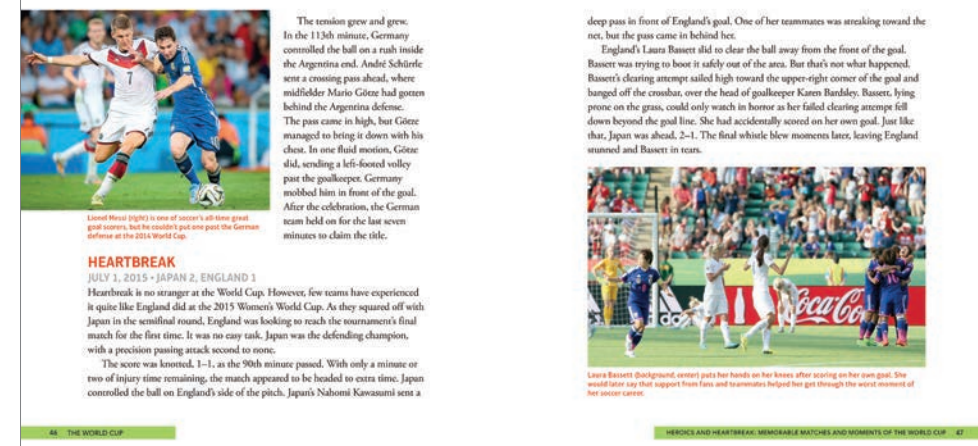 The tension grew and grew.
In the 113th minute, Germany
controlled the ball on a rush inside
the Argentina end. André Schürrle
sent a crossing pass ahead, where
midfielder Mario Götze had gotten
behind the Argentina defense.
The pass came in high, but Götze
managed to bring it down with his
chest. In one fluid motion, Götze
slid, sending a left-footed volley
past the goalkeeper. Germany
mobbed him in front of the goal.
After the celebration, the German
team held on for the last seven
minutes to claim the title.
7
10
Lionel Messi (right) is one of soccer's all-time great
goal scorers, but he couldn't put one past the German
defense at the 2014 World Cup.
HEARTBREAK
JULY 1, 2015 • JAPAN 2, ENGLAND 1
Heartbreak is no stranger at the World Cup. However, few teams have experienced
it quite like England did at the 2015 Women's World Cup. As they squared off with
Japan in the semifinal round, England was looking to reach the tournament's final
match for the first time. It was no easy task. Japan was the defending champion,
with a precision passing attack second to none.
The score was knotted, 1–1, as the 90th minute passed. With only a minute or
two of injury time remaining, the match appeared to be headed to extra time. Japan
controlled the ball on England's side of the pitch. Japan's Nahomi Kawasumi sent a
46 THE WORLD CUP
deep pass in front of England's goal. One of her teammates was streaking toward the
net, but the pass came in behind her.
England's Laura Bassett slid to clear the ball away from the front of the goal.
Bassett was trying to boot it safely out of the area. But that's not what happened.
Bassett's clearing attempt sailed high toward the upper-right corner of the goal and
banged off the crossbar, over the head of goalkeeper Karen Bardsley. Bassett, lying
prone on the grass, could only watch in horror as her failed clearing attempt fell
down beyond the goal line. She had accidentally scored on her own goal. Just like
that, Japan was ahead, 2–1. The final whistle blew moments later, leaving England
stunned and Bassett in tears.
Coca-Cola
Laura Bassett (background, center) puts her hands on her knees after scoring on her own goal. She
would later say that support from fans and teammates helped her get through the worst moment of
her soccer career.
HEROICS AND HEARTBREAK: MEMORABLE MATCHES AND MOMENTS OF THE WORLD CUP 47